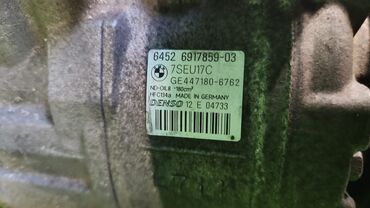 6452 6917859-03
7SEU17C
GE447180-6762
ND-OIL8 180cm³
HFC134a MADE IN GERMANY
DENSO 12 E 04733